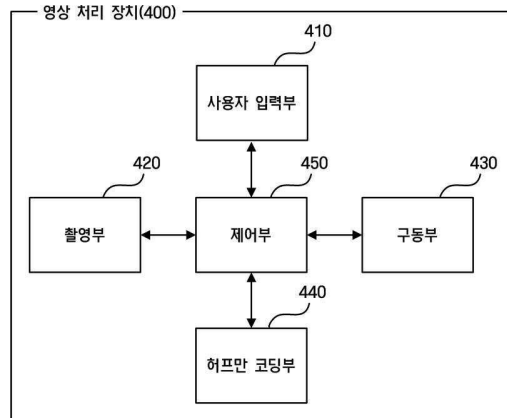 영상 처리 장치(400)
410
사용자 입력부
420
450
430
촬영부
제어부
구동부
440
허프만 코딩부